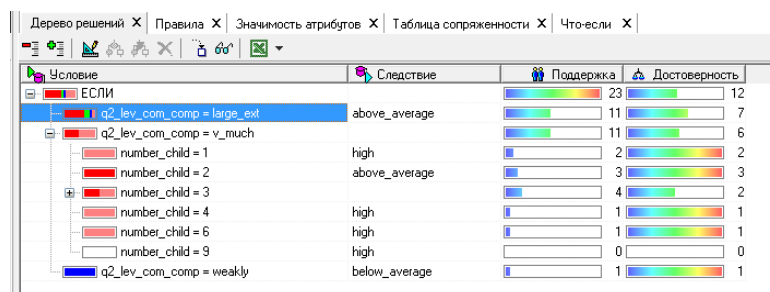 Дерево решений X Правила X Значимость атрибутов X Таблица сопряженности X Что-если X
Условие Следствие Поддержка Достоверность
ЕСЛИ 23 12
q2_lev_com_comp = large_ext above_average 11 7
q2_lev_com_comp = v_much 11 6
number_child = 1 high 2 2
number_child = 2 above_average 3 3
number_child = 3 4 2
number_child = 4 high 1 1
number_child = 6 high 1 1
number_child = 9 high 0 0
q2_lev_com_comp = weakly below_average 1 1